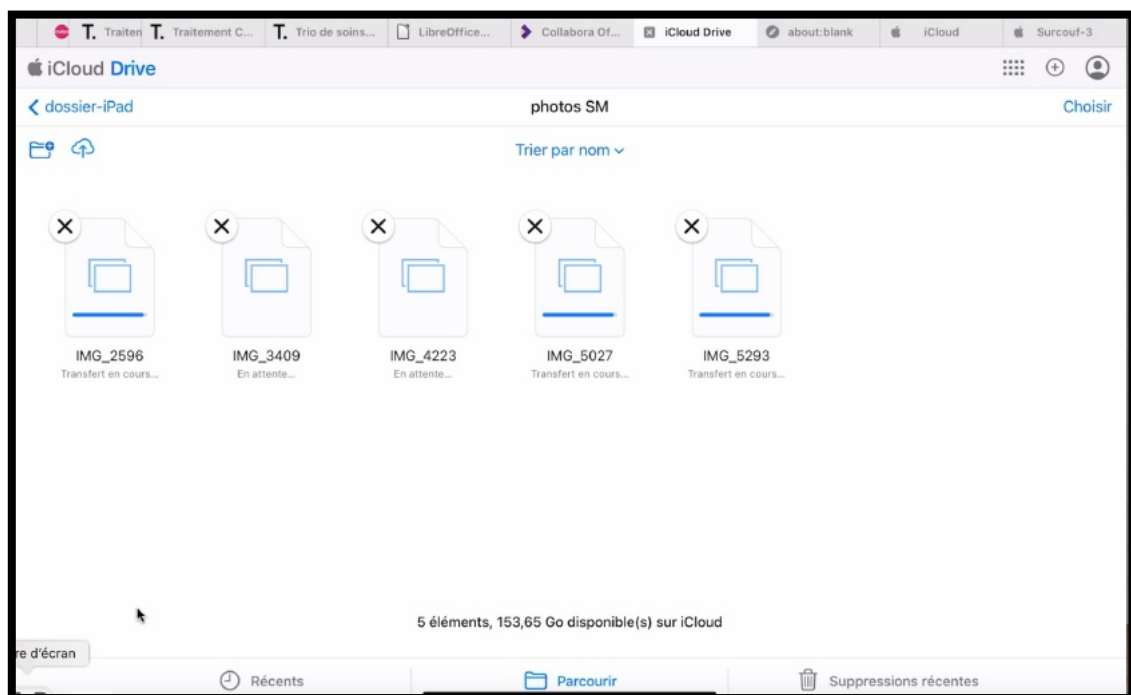 T. Traiten T. Traitement C... T. Trio de soins... LibreOffice... Collabora Of... iCloud Drive about:blank iCloud Surcouf-3
iCloud Drive
dossier-iPad photos SM Choisir
Trier par nom
IMG_2596 IMG_3409 IMG_4223 IMG_5027 IMG_5293
Transfert en cours... En attente... En attente... Transfert en cours... Transfert en cours...
5 éléments, 153,65 Go disponible(s) sur iCloud
re d'écran
Récents Parcourir Suppressions récentes